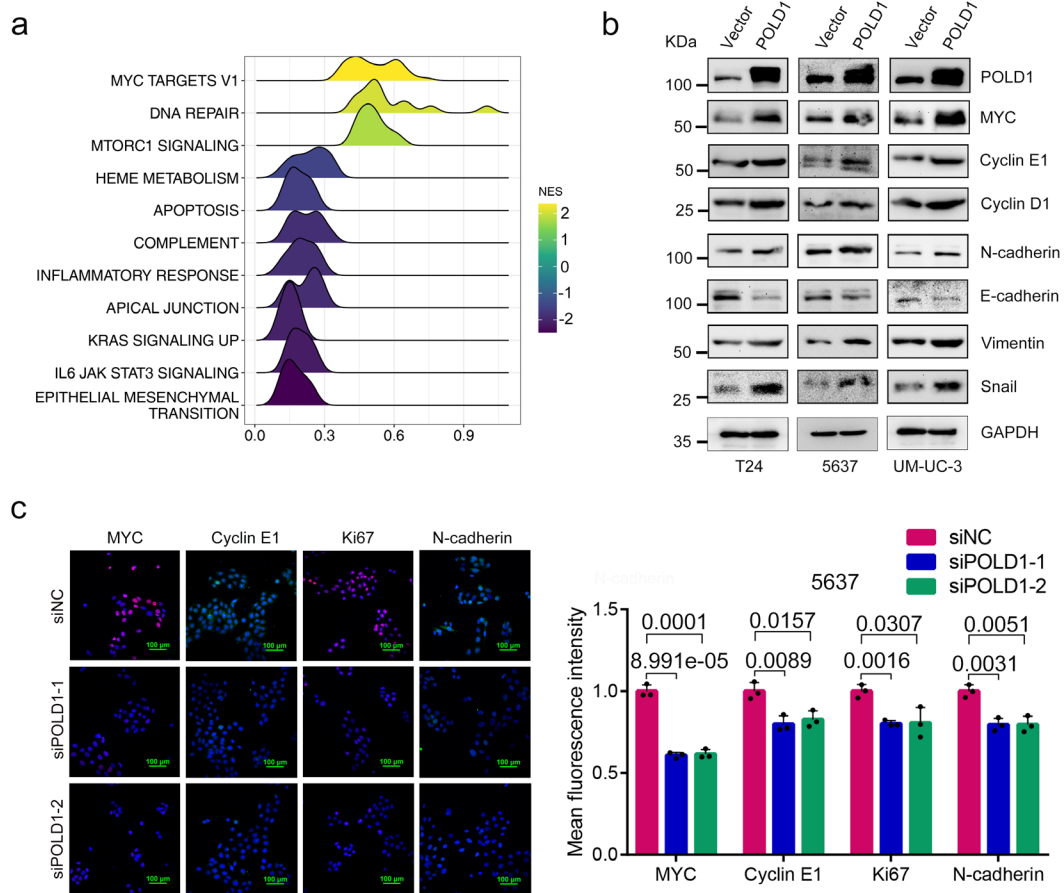 a
MYC TARGETS V1
DNA REPAIR
MTORC1 SIGNALING
HEME METABOLISM
APOPTOSIS
COMPLEMENT
INFLAMMATORY RESPONSE
APICAL JUNCTION
KRAS SIGNALING UP
IL6 JAK STAT3 SIGNALING
EPITHELIAL MESENCHYMAL
TRANSITION
0.0 0.3 0.6 0.9
NES
2
1
0
-1
-2
b
KDa
Vector POLD1 Vector POLD1 Vector POLD1
100 POLD1
50 MYC
50 Cyclin E1
25 Cyclin D1
100 N-cadherin
100 E-cadherin
50 Vimentin
25 Snail
35 GAPDH
T24 5637 UM-UC-3
c
MYC Cyclin E1 Ki67 N-cadherin
siNC
100 µm 100 µm 100 µm 100 µm
siPOLD1-1
100 µm 100 µm 100 µm 100 µm
siPOLD1-2
100 µm 100 µm 100 µm 100 µm
siNC
siPOLD1-1
siPOLD1-2
N-cadherin
5637
Mean fluorescence intensity
1.5
1.0
0.5
0.0
0.0001 0.0157 0.0307 0.0051
8.991e-05 0.0089 0.0016 0.0031
MYC Cyclin E1 Ki67 N-cadherin